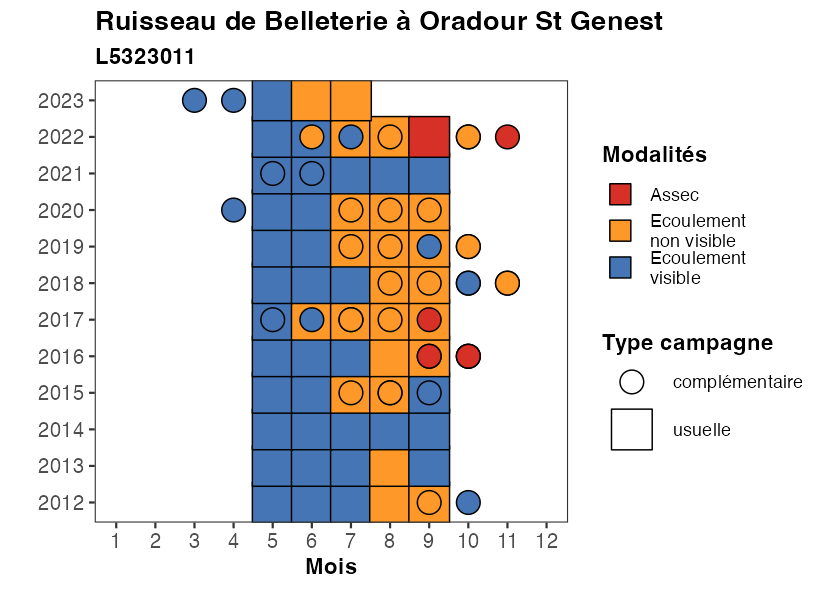 Ruisseau de Belleterie à Oradour St Genest
L5323011
2023
2022
2021
2020
2019
2018
2017
2016
2015
2014
2013
2012
1 2 3 4 5 6 7 8 9 10 11 12
Mois
Modalités
Assec
Ecoulement
non visible
Ecoulement
visible
Type campagne
complémentaire
usuelle